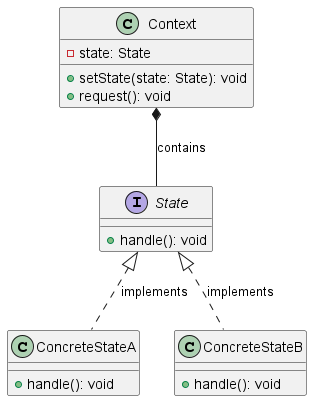 C Context
state: State
setState(state: State): void
request(): void
contains
I State
handle(): void
implements implements
C ConcreteStateA C ConcreteStateB
handle(): void handle(): void